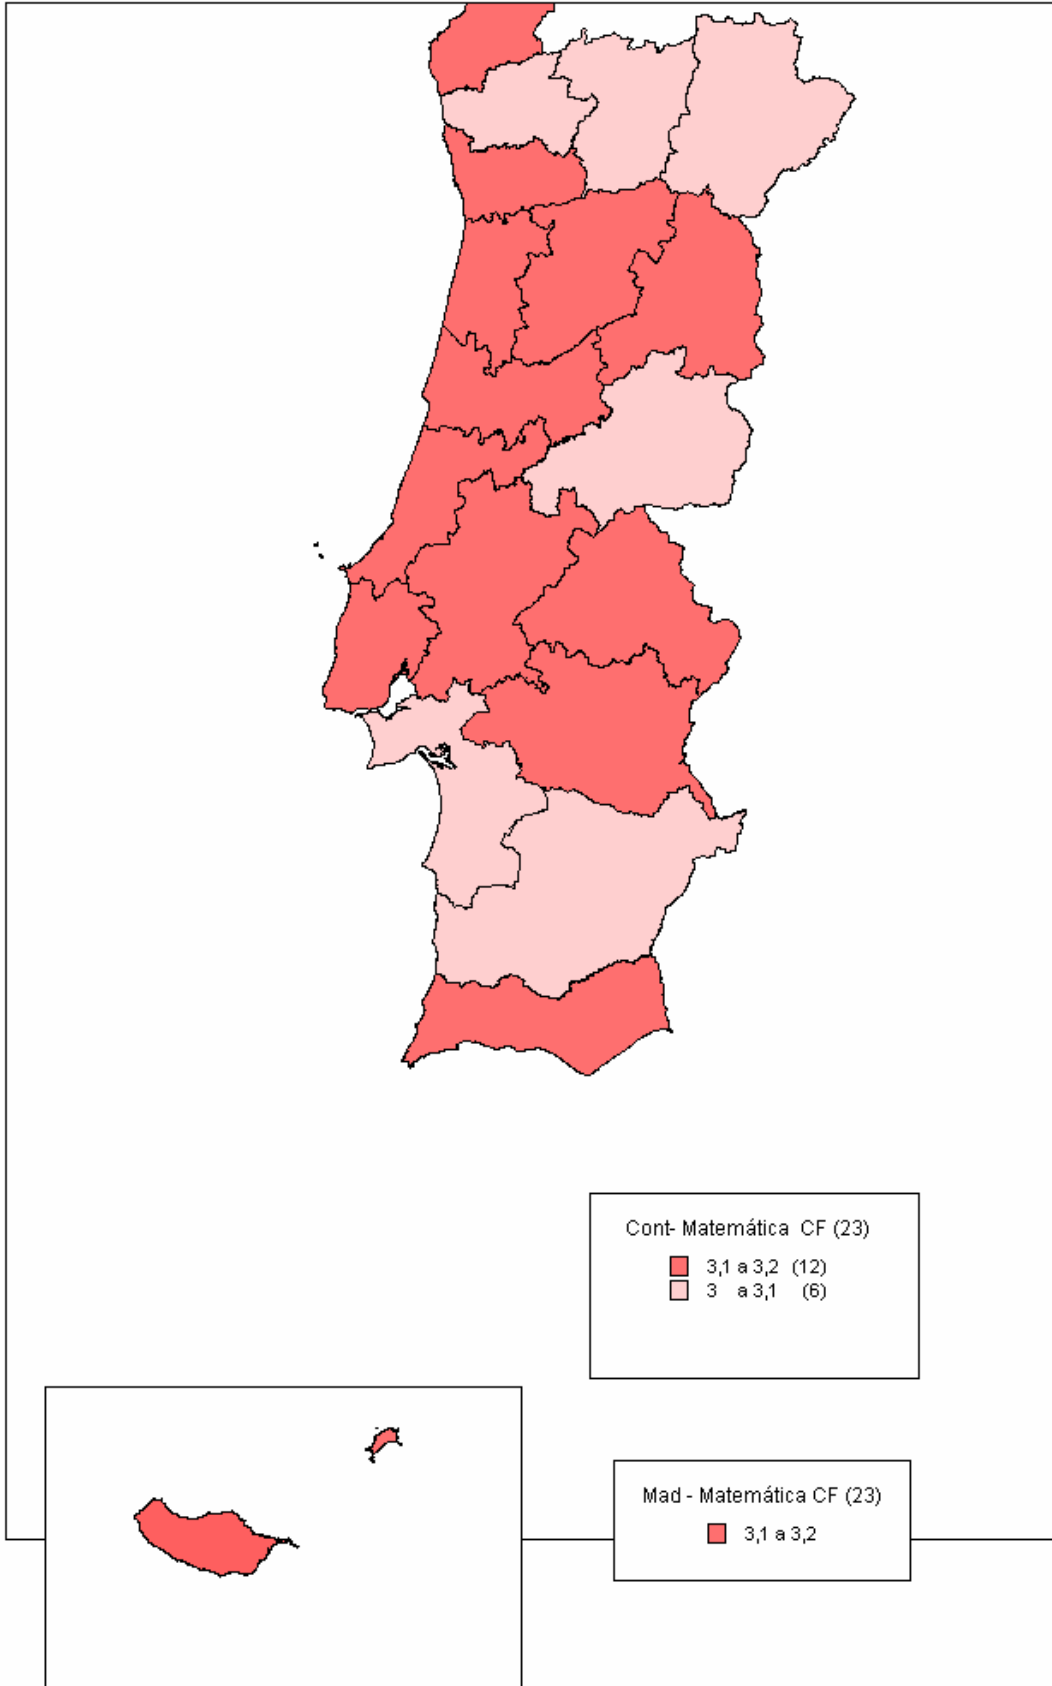 Cont- Matemática CF (23)
3,1 a 3,2 (12)
3 a 3,1 (6)
Mad - Matemática CF (23)
3,1 a 3,2